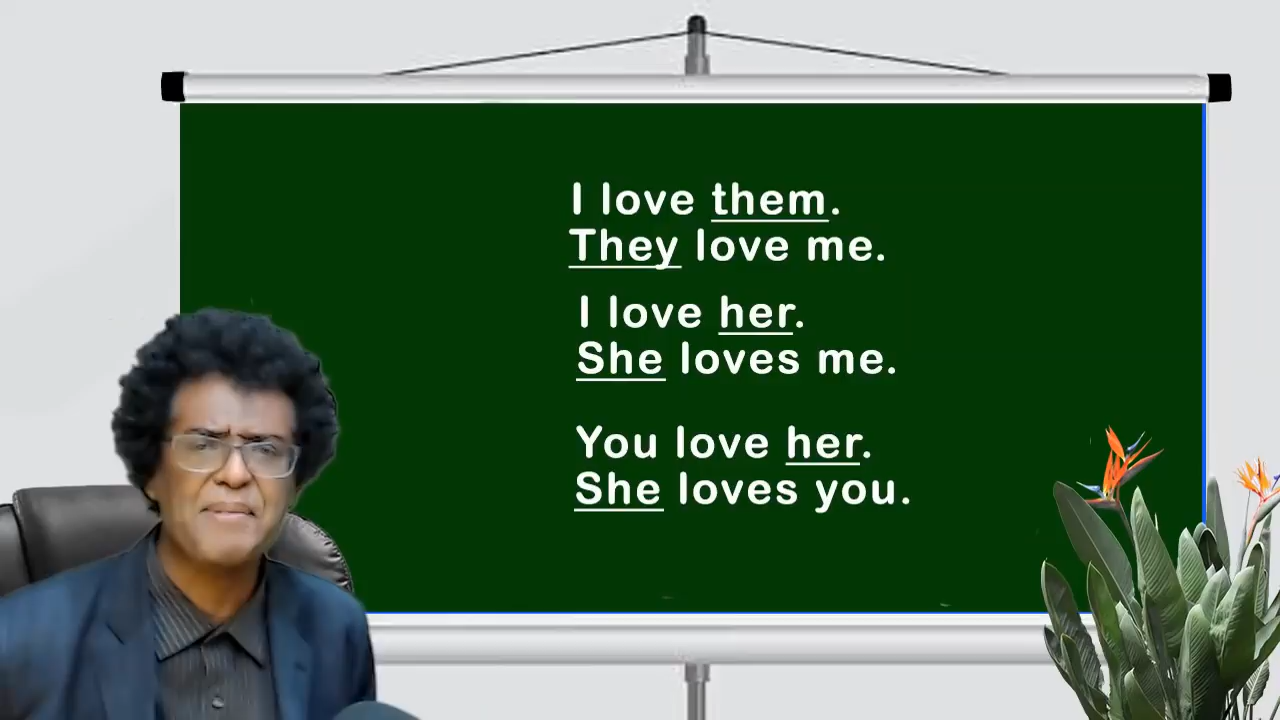 I love them.
They love me.
I love her.
She loves me.
You love her.
She loves you.